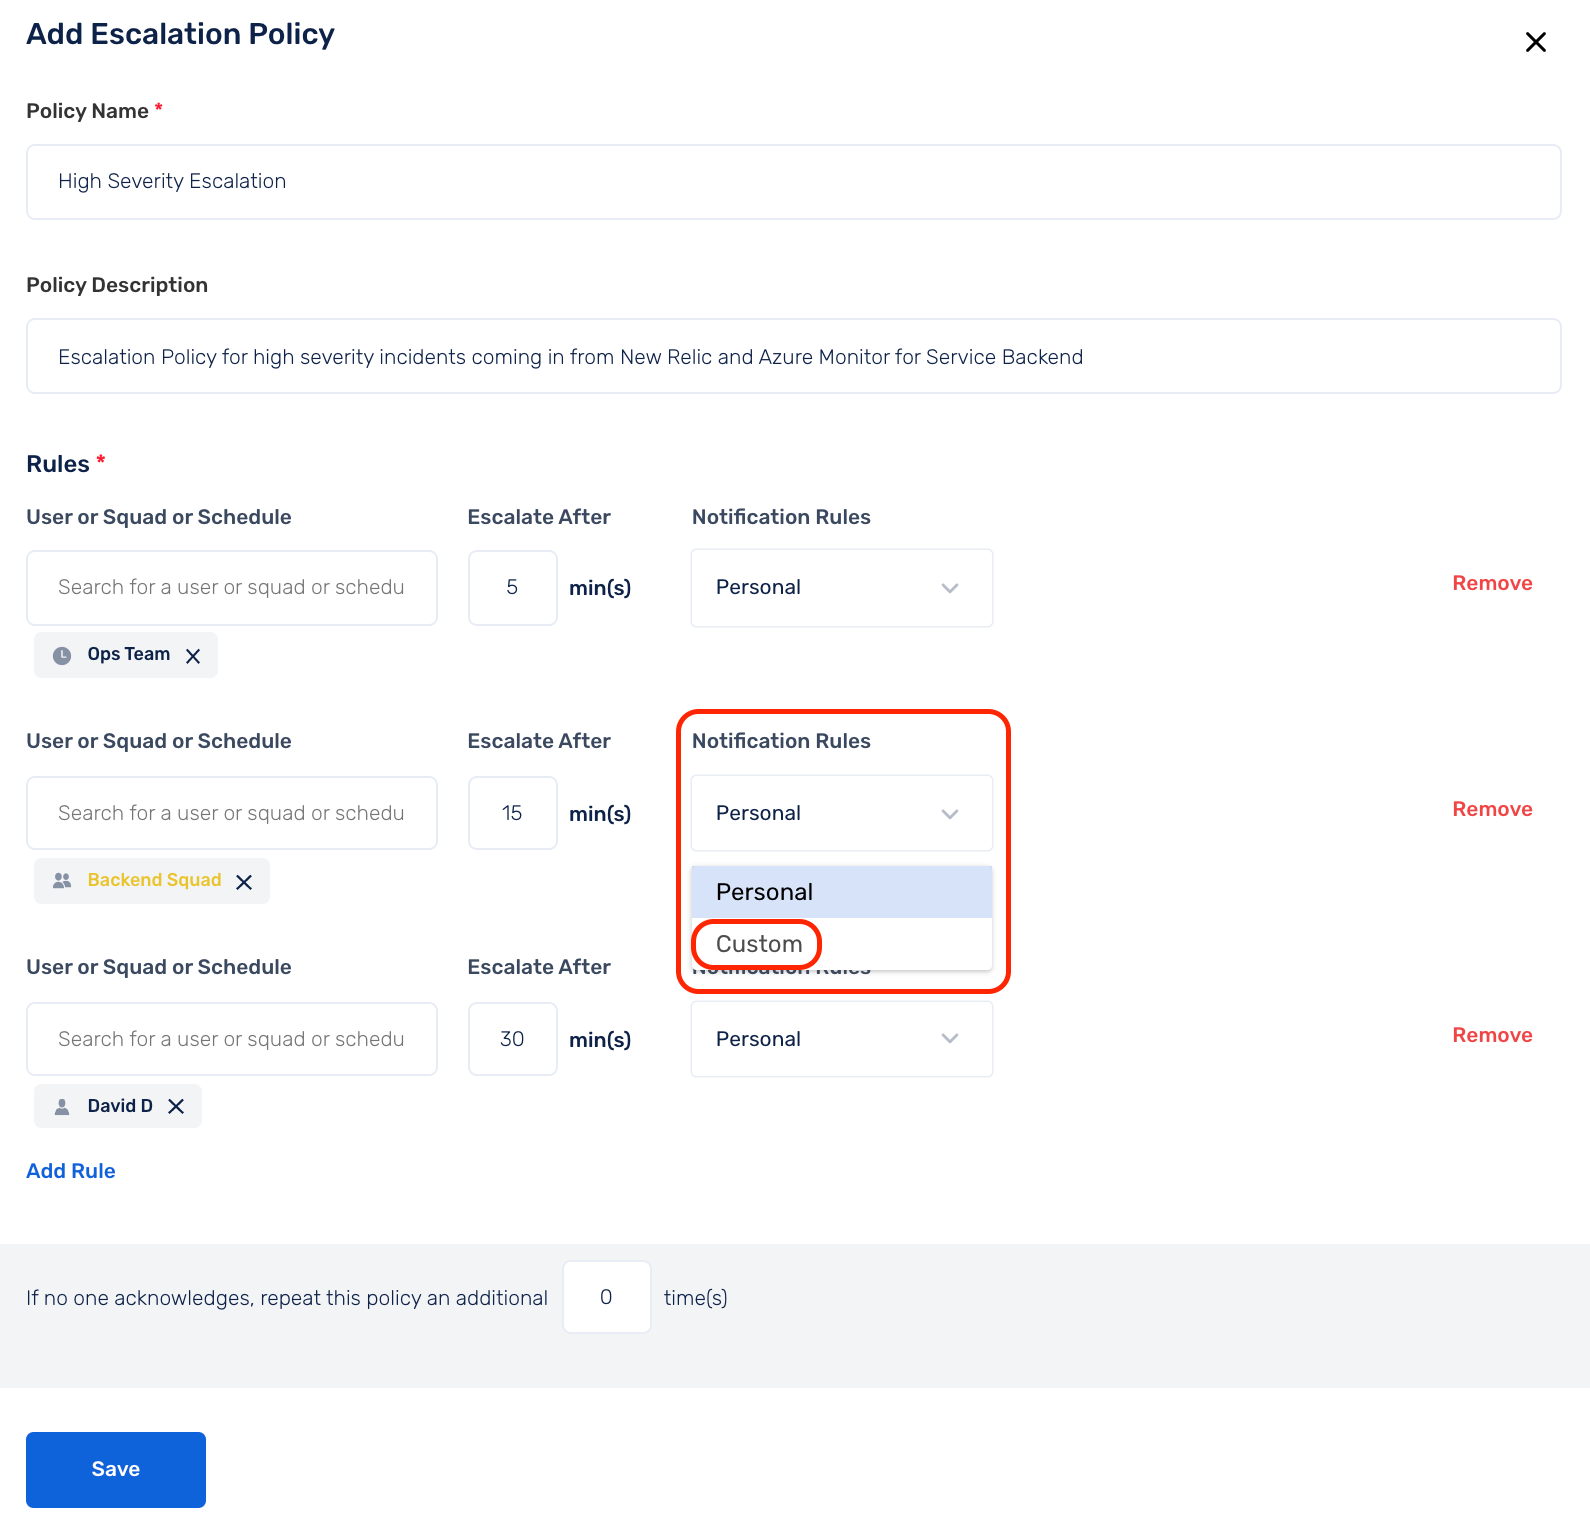 Add Escalation Policy
Policy Name *
High Severity Escalation
Policy Description
Escalation Policy for high severity incidents coming in from New Relic and Azure Monitor for Service Backend
Rules *
User or Squad or Schedule Escalate After Notification Rules
Search for a user or squad or schedu 5 min(s) Personal Remove
Ops Team
User or Squad or Schedule Escalate After Notification Rules
Search for a user or squad or schedu 15 min(s) Personal Remove
Backend Squad Personal
Custom
User or Squad or Schedule Escalate After Notification Rules
Search for a user or squad or schedu 30 min(s) Personal Remove
David D
Add Rule
If no one acknowledges, repeat this policy an additional 0 time(s)
Save